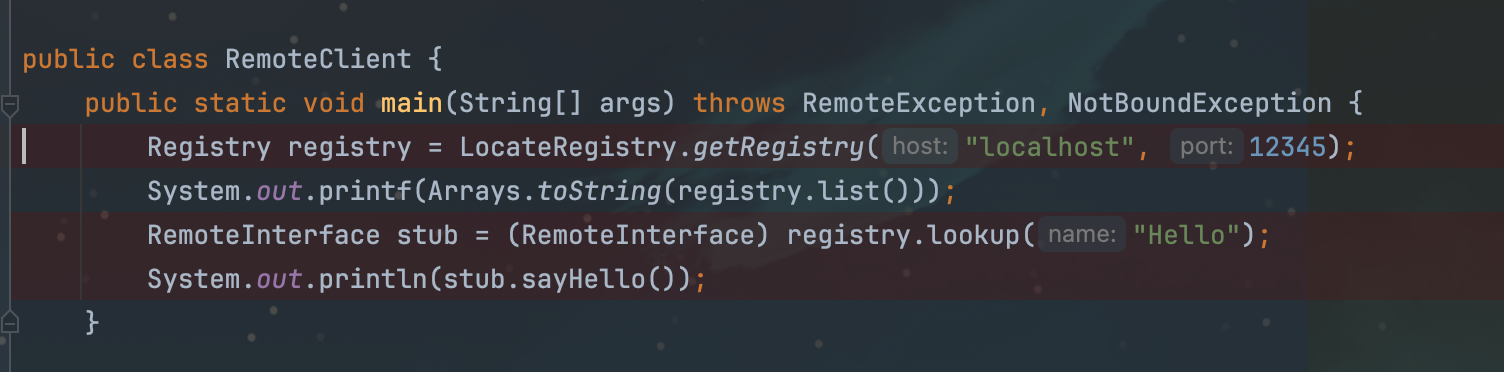 public class RemoteClient {
public static void main(String[] args) throws RemoteException, NotBoundException {
Registry registry = LocateRegistry.getRegistry( host: "localhost", port: 12345);
System.out.printf(Arrays.toString(registry.list()));
RemoteInterface stub = (RemoteInterface) registry.lookup( name: "Hello");
System.out.println(stub.sayHello());
}